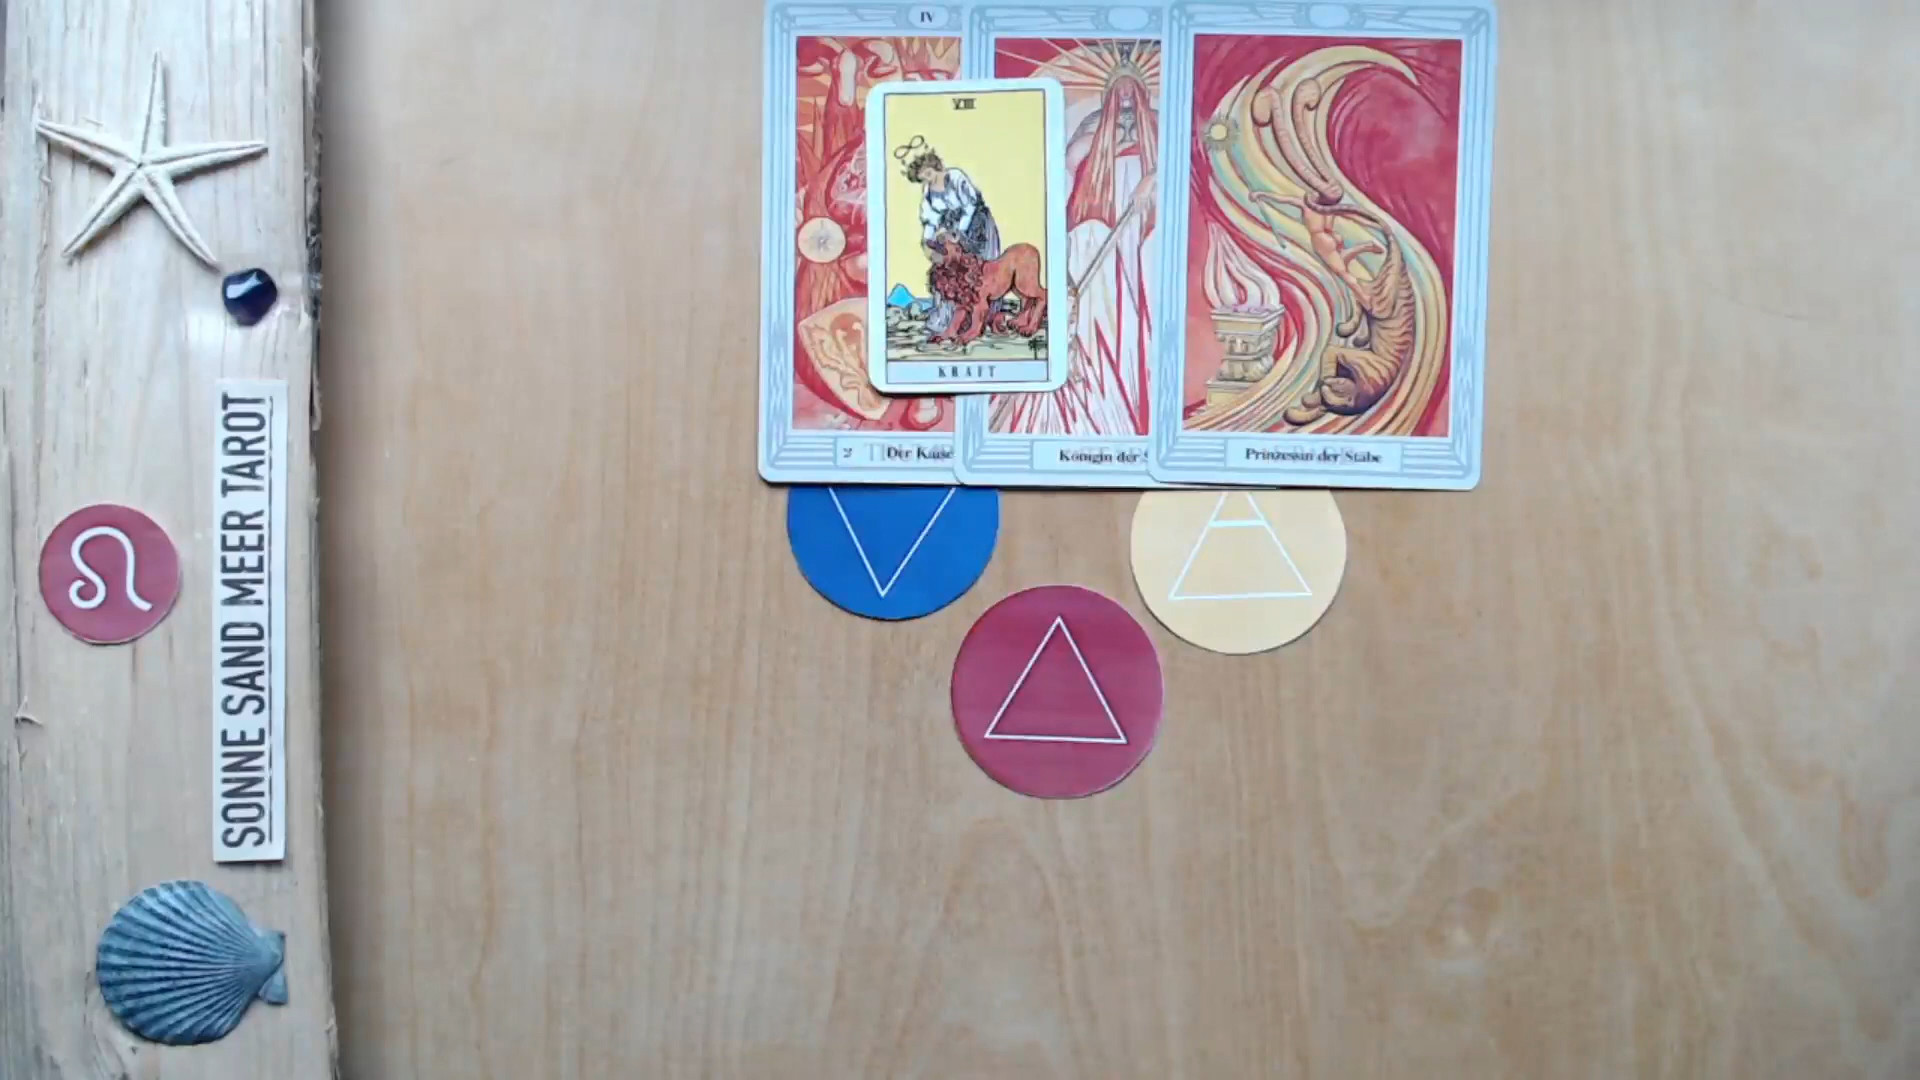 IV
VIII
KRAFT
Der Kaise
Königin der S
Prinzessin der Stäbe
SONNE SAND MEER TAROT